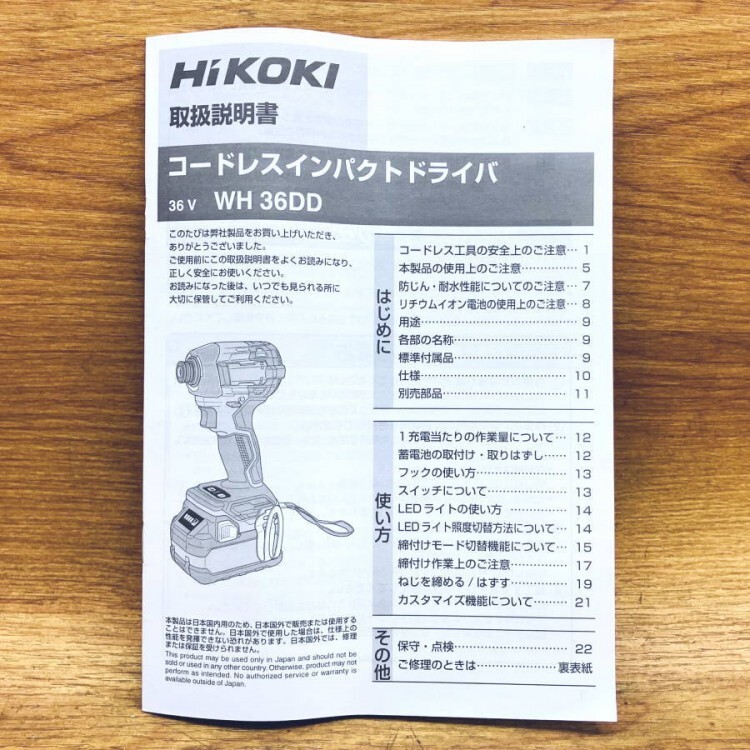 HiKOKI
取扱説明書
コードレスインパクトドライバ
36 V WH 36DD
このたびは弊社製品をお買い上げいただき、
ありがとうございました。
ご使用前にこの取扱説明書をよくお読みになり、
正しく安全にお使いください。
お読みになった後は、いつでも見られる所に
大切に保管してご利用ください。
はじめに
コードレス工具の安全上のご注意… 1
本製品の使用上のご注意…………… 5
防じん・耐水性能についてのご注意… 7
リチウムイオン電池の使用上のご注意… 8
用途………………………………… 9
各部の名称………………………… 9
標準付属品………………………… 9
仕様………………………………… 10
別売部品…………………………… 11
使い方
1充電当たりの作業量について… 12
蓄電池の取付け・取りはずし…… 12
フックの使い方…………………… 13
スイッチについて………………… 13
LEDライトの使い方 …………… 14
LEDライト照度切替方法について… 14
締付けモード切替機能について… 15
締付け作業上のご注意…………… 17
ねじを締める / はずす…………… 19
カスタマイズ機能について……… 21
その他
保守・点検………………………… 22
ご修理のときは……………… 裏表紙
本製品は日本国内用のため、日本国外で販売または使用する
ことはできません。日本国外で使用した場合は、仕様上の
性能を発揮できない恐れがあります。日本国外では、修理
または保証を受けられません。
This product may be used only in Japan and should not be
sold or used in any other country. Otherwise, product may not
perform as intended. No authorized service or warranty is
available outside of Japan.